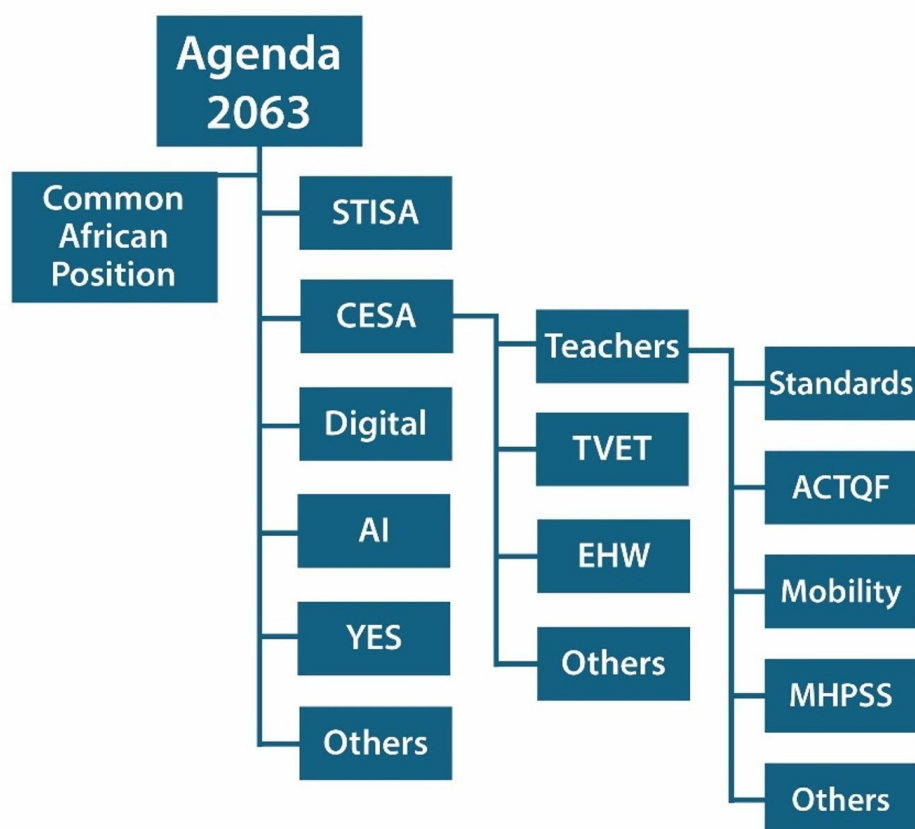 Agenda
2063
Common
African
Position
STISA
CESA
Digital
AI
YES
Others
Teachers
TVET
EHW
Others
Standards
ACTQF
Mobility
MHPSS
Others